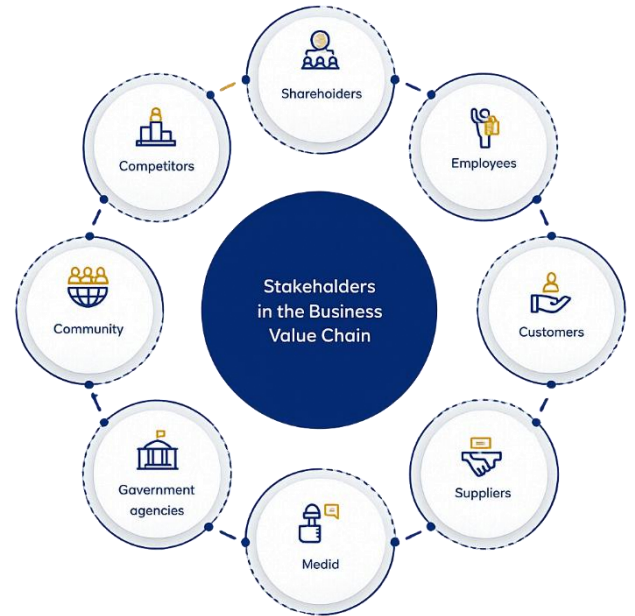 Stakehalders
in the Business
Value Chain
Shareholders
Employees
Customers
Suppliers
Medid
Gavernment
agencies
Community
Competitors